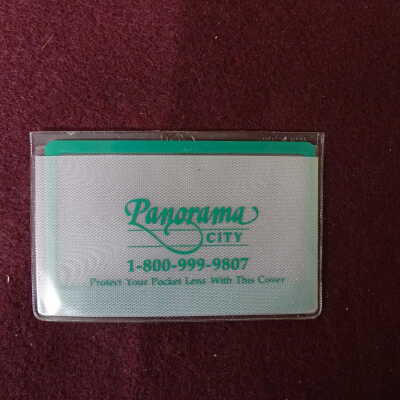 Panorama
CITY
1-800-999-9807
Protect Your Pocket Lens With This Cover